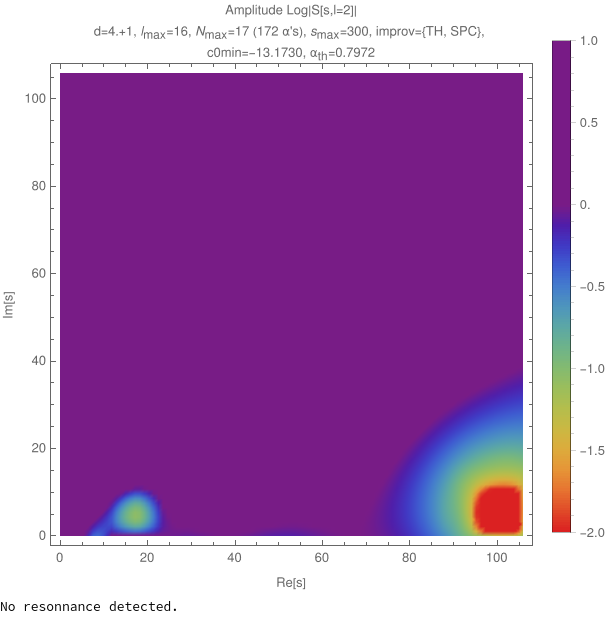 Amplitude Log|S[s,l=2]|
d=4.+1, lmax=16, Nmax=17 (172 α's), smax=300, improv={TH, SPC},
c0min=−13.1730, αth=0.7972
1.0
0.5
0.
−0.5
−1.0
−1.5
−2.0
100
80
60
40
20
0
Im[s]
0 20 40 60 80 100
Re[s]
No resonnance detected.